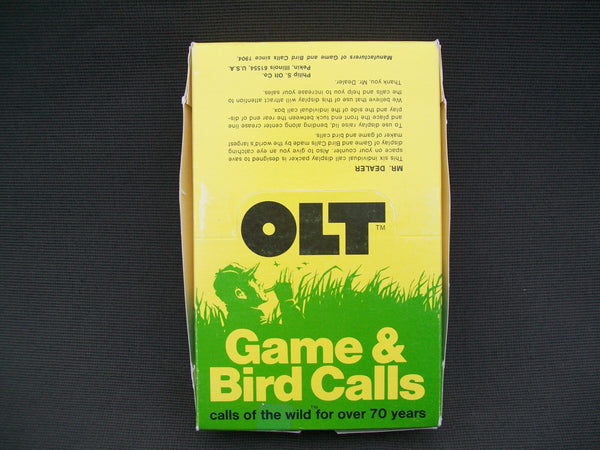 MR. DEALER
This six individual call display packer is designed to save to
space on your counter. Also to give you an eye catching
display of Game and Bird Calls made by the world's largest
maker of game and bird calls.
To use display raise lid, bending along center crease line
and place the front end tuck between the rear end of dis-
play and the side of the individual call box.
We believe that use of this display will attract attention to
the calls and help you to increase your sales.
Thank you, Mr. Dealer.
Philip S. Olt Co.
Pekin, Illinois 61554, U.S.A.
Manufacturers of Game and Bird Calls since 1904.
OLT TM
Game &
Bird Calls
calls of the wild TM for over 70 years